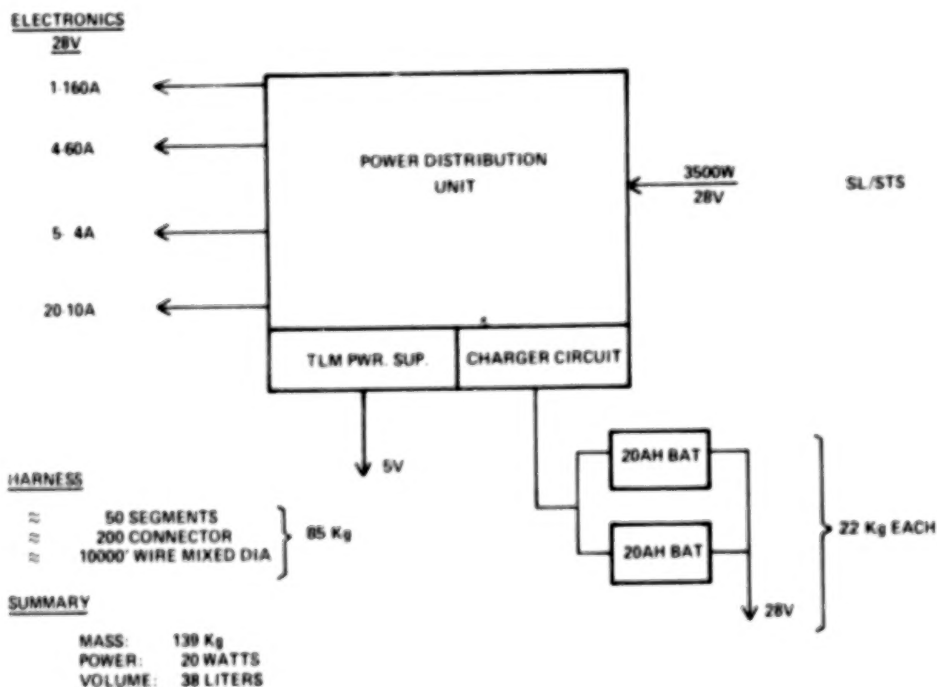 ELECTRONICS
28V
1-160A
4-60A
5- 4A
20-10A
POWER DISTRIBUTION
UNIT
3500W
28V
SL/STS
TLM PWR. SUP.
CHARGER CIRCUIT
5V
20AH BAT
20AH BAT
22 Kg EACH
28V
HARNESS
≈ 50 SEGMENTS
≈ 200 CONNECTOR
≈ 10000' WIRE MIXED DIA
85 Kg
SUMMARY
MASS: 139 Kg
POWER: 20 WATTS
VOLUME: 38 LITERS